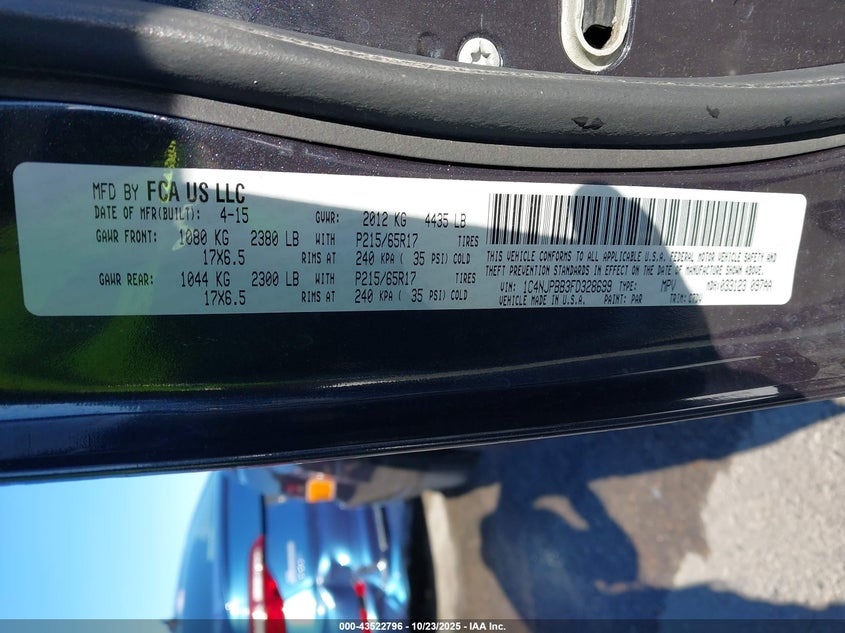 MFD BY FCA US LLC
DATE OF MFR(BUILT): 4-15 GVWR: 2012 KG 4435 LB
GAWR FRONT: 1080 KG 2380 LB WITH P215/65R17 TIRES
17X6.5 RIMS AT 240 KPA ( 35 PSI) COLD
GAWR REAR: 1044 KG 2300 LB WITH P215/65R17 TIRES
17X6.5 RIMS AT 240 KPA ( 35 PSI) COLD
THIS VEHICLE CONFORMS TO ALL APPLICABLE U.S.A. FEDERAL MOTOR VEHICLE SAFETY AND
THEFT PREVENTION STANDARDS IN EFFECT ON THE DATE OF MANUFACTURE SHOWN ABOVE.
VIN: 1C4NJPBB3FD328699 TYPE: MPV MDH: 033123 087AA
VEHICLE MADE IN U.S.A. PAINT: PAR TRIM:
000-43522796 - 10/23/2025 - IAA Inc.